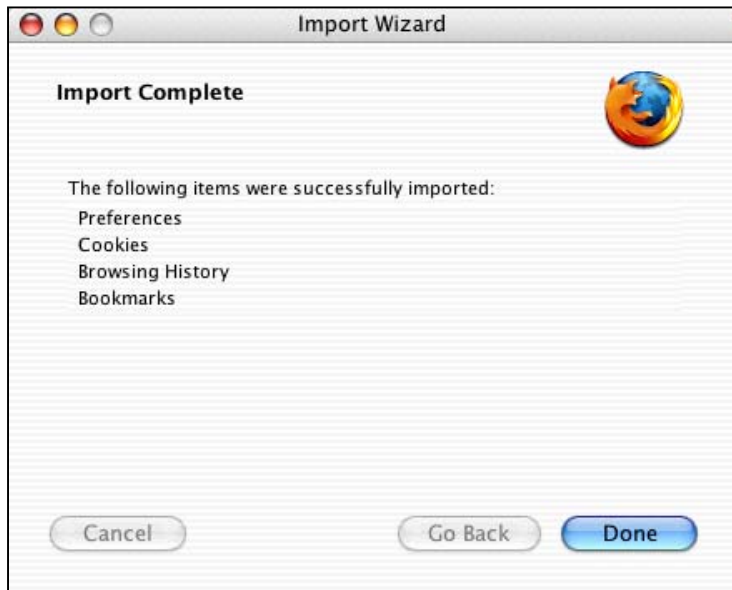 Import Wizard
Import Complete
The following items were successfully imported:
Preferences
Cookies
Browsing History
Bookmarks
Cancel
Go Back
Done